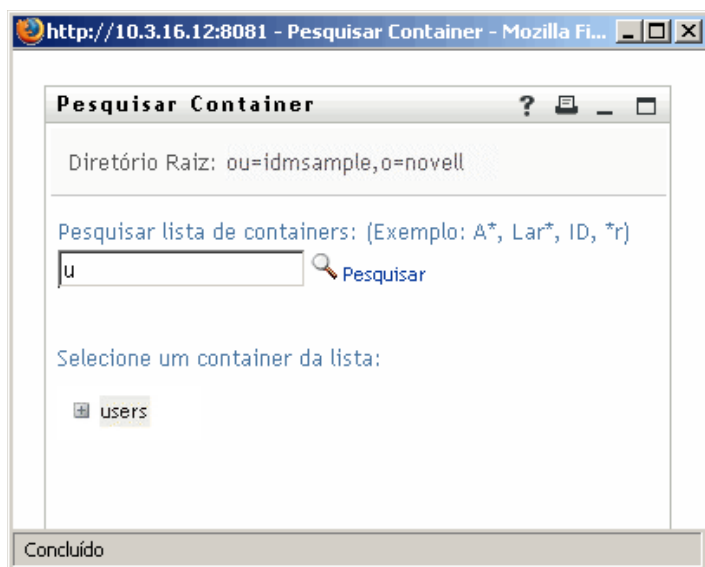 http://10.3.16.12:8081 - Pesquisar Container - Mozilla Fi...
Pesquisar Container
Diretório Raiz: ou=idmsample,o=novell
Pesquisar lista de containers: (Exemplo: A*, Lar*, ID, *r)
u
Pesquisar
Selecione um container da lista:
users
Concluído